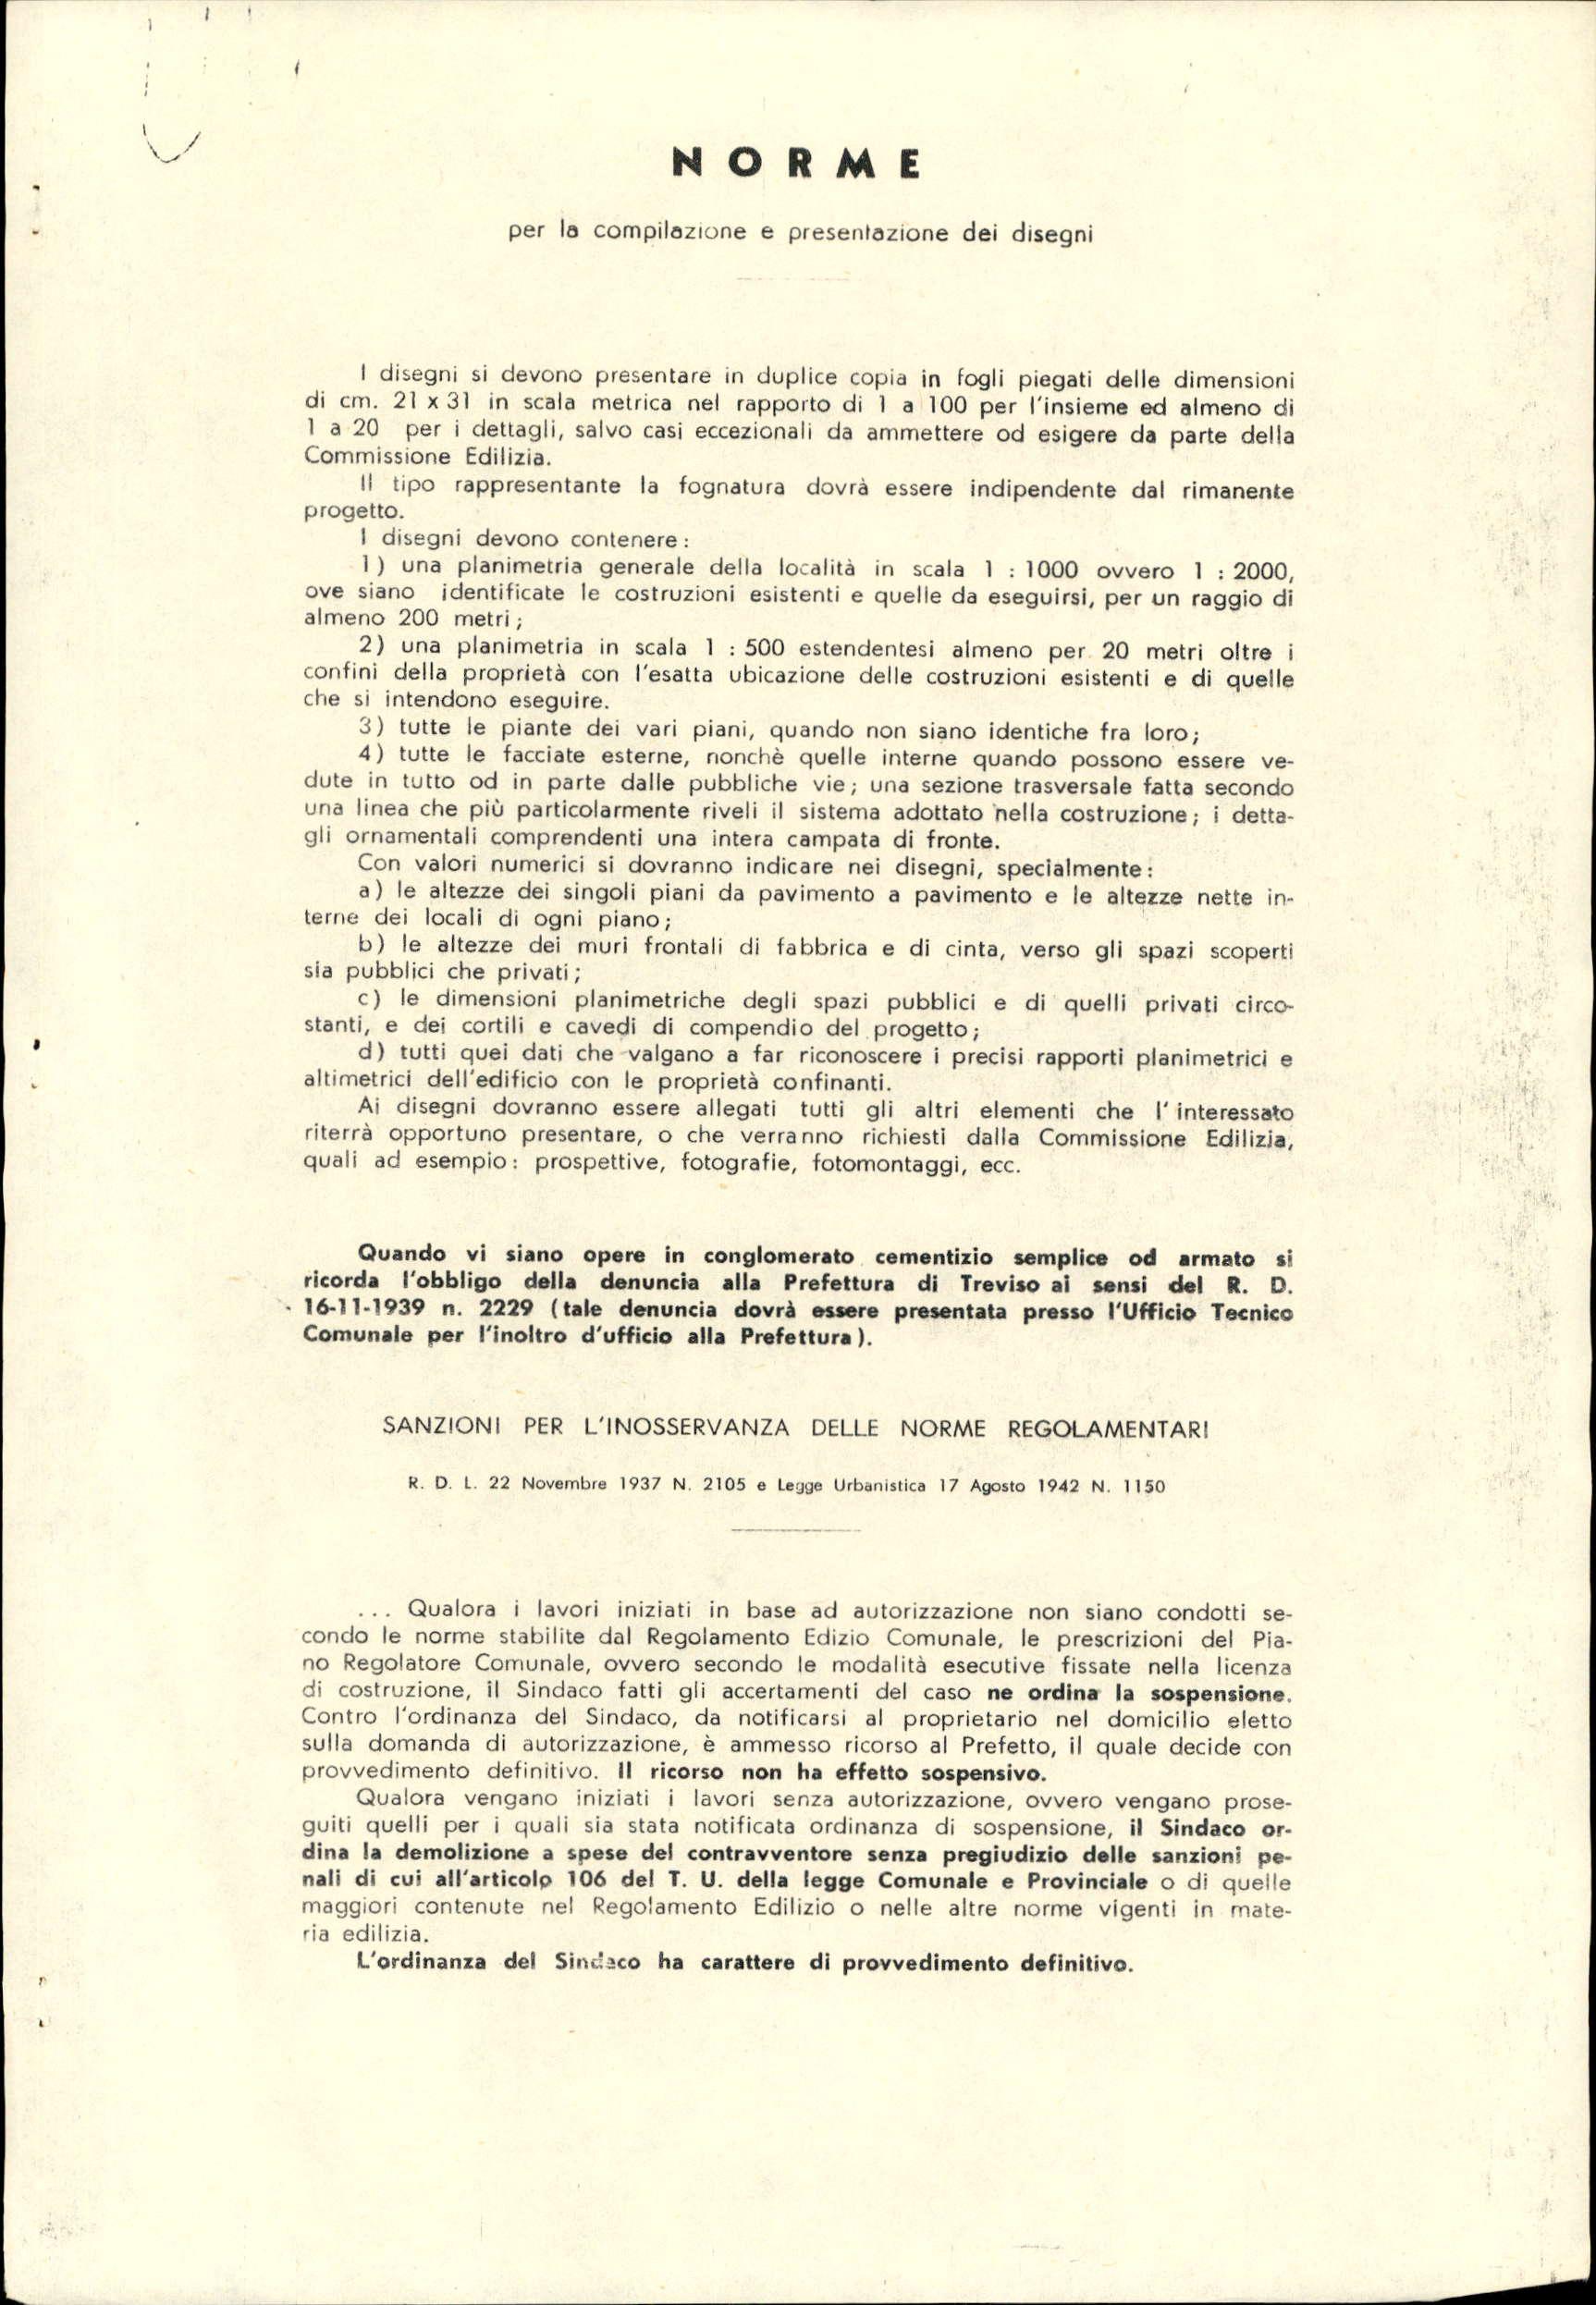 NORME
per la compilazione e presentazione dei disegni
I disegni si devono presentare in duplice copia in fogli piegati delle dimensioni
di cm. 21 x 31 in scala metrica nel rapporto di 1 a 100 per l'insieme ed almeno di
1 a 20 per i dettagli, salvo casi eccezionali da ammettere od esigere da parte della
Commissione Edilizia.
Il tipo rappresentante la fognatura dovrà essere indipendente dal rimanente
progetto.
I disegni devono contenere:
1) una planimetria generale della località in scala 1 : 1000 ovvero 1 : 2000,
ove siano identificate le costruzioni esistenti e quelle da eseguirsi, per un raggio di
almeno 200 metri;
2) una planimetria in scala 1 : 500 estendentesi almeno per 20 metri oltre i
confini della proprietà con l'esatta ubicazione delle costruzioni esistenti e di quelle
che si intendono eseguire.
3) tutte le piante dei vari piani, quando non siano identiche fra loro;
4) tutte le facciate esterne, nonchè quelle interne quando possono essere ve-
dute in tutto od in parte dalle pubbliche vie; una sezione trasversale fatta secondo
una linea che più particolarmente riveli il sistema adottato nella costruzione; i detta-
gli ornamentali comprendenti una intera campata di fronte.
Con valori numerici si dovranno indicare nei disegni, specialmente:
a) le altezze dei singoli piani da pavimento a pavimento e le altezze nette in-
terne dei locali di ogni piano;
b) le altezze dei muri frontali di fabbrica e di cinta, verso gli spazi scoperti
sia pubblici che privati;
c) le dimensioni planimetriche degli spazi pubblici e di quelli privati circo-
stanti, e dei cortili e cavedi di compendio del progetto;
d) tutti quei dati che valgano a far riconoscere i precisi rapporti planimetrici e
altimetrici dell'edificio con le proprietà confinanti.
Ai disegni dovranno essere allegati tutti gli altri elementi che l'interessato
riterrà opportuno presentare, o che verranno richiesti dalla Commissione Edilizia,
quali ad esempio: prospettive, fotografie, fotomontaggi, ecc.
Quando vi siano opere in conglomerato cementizio semplice od armato si
ricorda l'obbligo della denuncia alla Prefettura di Treviso ai sensi del R. D.
16-11-1939 n. 2229 (tale denuncia dovrà essere presentata presso l'Ufficio Tecnico
Comunale per l'inoltro d'ufficio alla Prefettura).
SANZIONI PER L'INOSSERVANZA DELLE NORME REGOLAMENTARI
R. D. L. 22 Novembre 1937 N. 2105 e Legge Urbanistica 17 Agosto 1942 N. 1150
... Qualora i lavori iniziati in base ad autorizzazione non siano condotti se-
condo le norme stabilite dal Regolamento Edizio Comunale, le prescrizioni del Pia-
no Regolatore Comunale, ovvero secondo le modalità esecutive fissate nella licenza
di costruzione, il Sindaco fatti gli accertamenti del caso ne ordina la sospensione.
Contro l'ordinanza del Sindaco, da notificarsi al proprietario nel domicilio eletto
sulla domanda di autorizzazione, è ammesso ricorso al Prefetto, il quale decide con
provvedimento definitivo. Il ricorso non ha effetto sospensivo.
Qualora vengano iniziati i lavori senza autorizzazione, ovvero vengano prose-
guiti quelli per i quali sia stata notificata ordinanza di sospensione, il Sindaco or-
dina la demolizione a spese del contravventore senza pregiudizio delle sanzioni pe-
nali di cui all'articolo 106 del T. U. della legge Comunale e Provinciale o di quelle
maggiori contenute nel Regolamento Edilizio o nelle altre norme vigenti in mate-
ria edilizia.
L'ordinanza del Sindaco ha carattere di provvedimento definitivo.